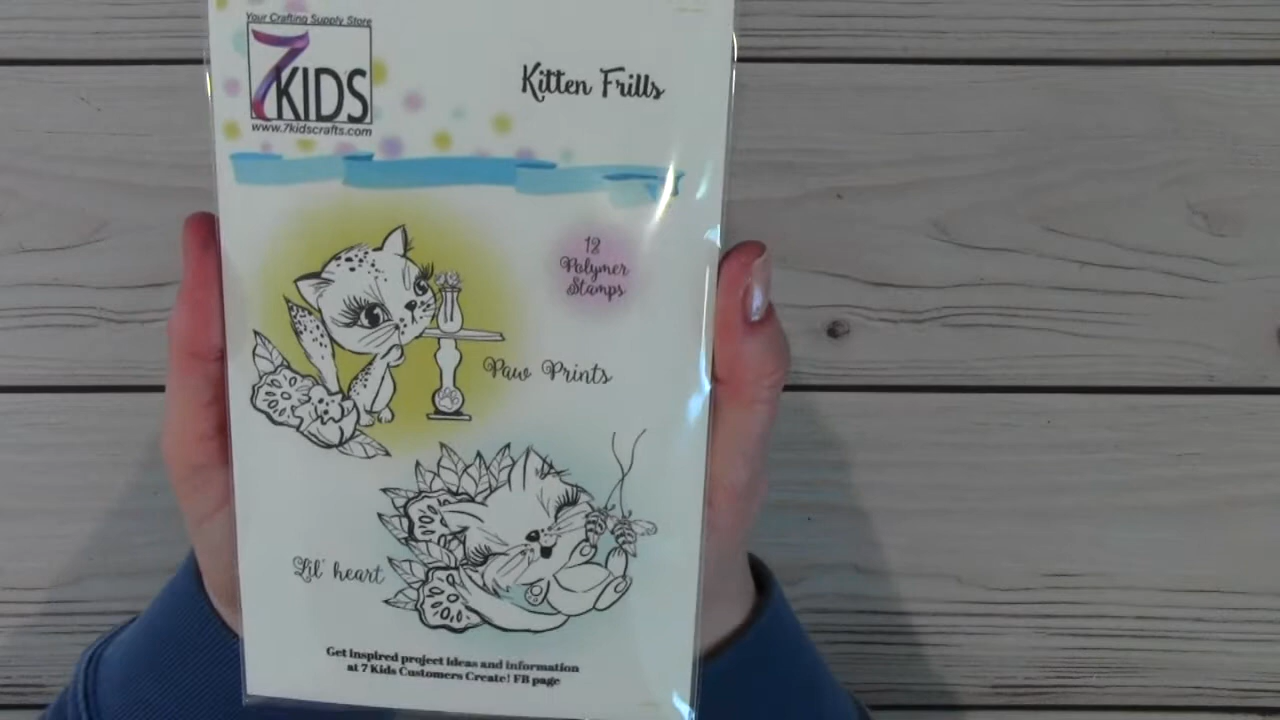 Your Crafting Supply Store
7KIDS
www.7kidscrafts.com
Kitten Frills
12
Polymer
Stamps
Paw Prints
Lil' heart
Get inspired project ideas and information
at 7 Kids Customers Create! FB page